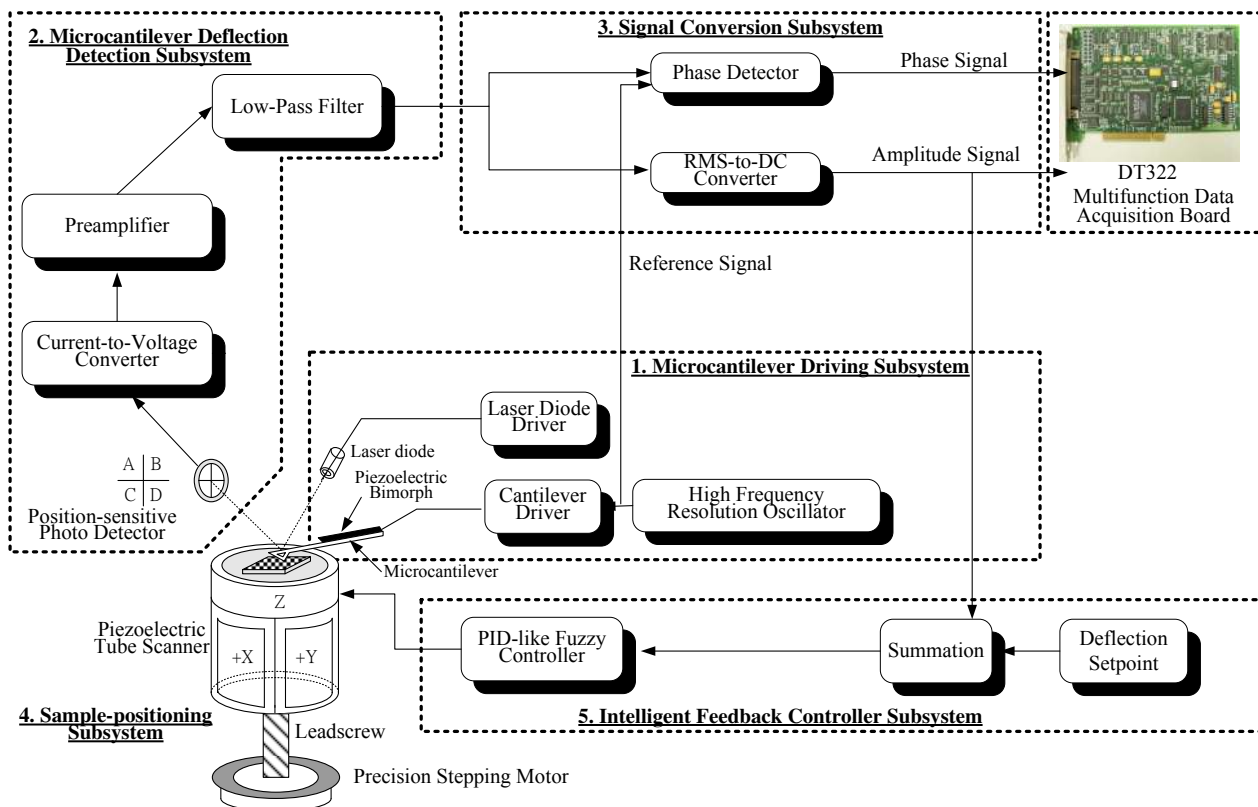 2. Microcantilever Deflection
Detection Subsystem
Low-Pass Filter
Preamplifier
Current-to-Voltage
Converter
A B
C D
Position-sensitive
Photo Detector
3. Signal Conversion Subsystem
Phase Detector
Phase Signal
RMS-to-DC
Converter
Amplitude Signal
Reference Signal
DT322
Multifunction Data
Acquisition Board
1. Microcantilever Driving Subsystem
Laser Diode
Driver
Laser diode
Piezoelectric
Bimorph
Cantilever
Driver
High Frequency
Resolution Oscillator
Microcantilever
Z
Piezoelectric
Tube Scanner
+X
+Y
4. Sample-positioning
Subsystem
Leadscrew
Precision Stepping Motor
PID-like Fuzzy
Controller
Summation
Deflection
Setpoint
5. Intelligent Feedback Controller Subsystem